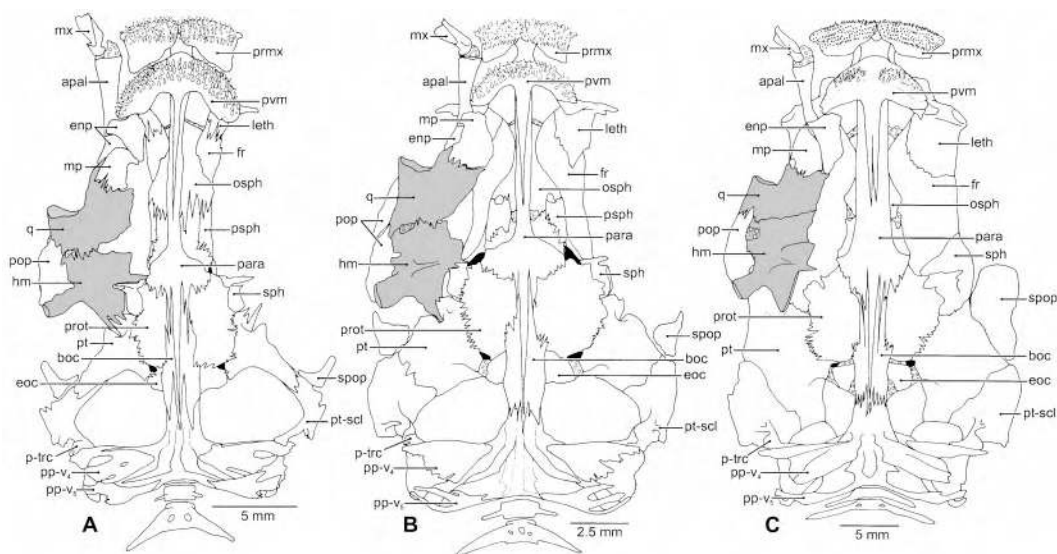 mx
apal
enp
mp
q
pop
hm
prot
pt
boc
eoc
p-trc
pp-v4
pp-v5
prmx
pvm
leth
fr
osph
psph
para
sph
spop
pt-scl
A
5 mm
mx
apal
mp
enp
q
pop
hm
prot
pt
p-trc
pp-v4
pp-v5
prmx
pvm
leth
fr
osph
psph
para
sph
spop
boc
eoc
pt-scl
B
2.5 mm
mx
apal
enp
mp
q
pop
hm
prot
pt
p-trc
pp-v4
pp-v5
prmx
pvm
leth
fr
osph
para
sph
spop
boc
eoc
pt-scl
C
5 mm